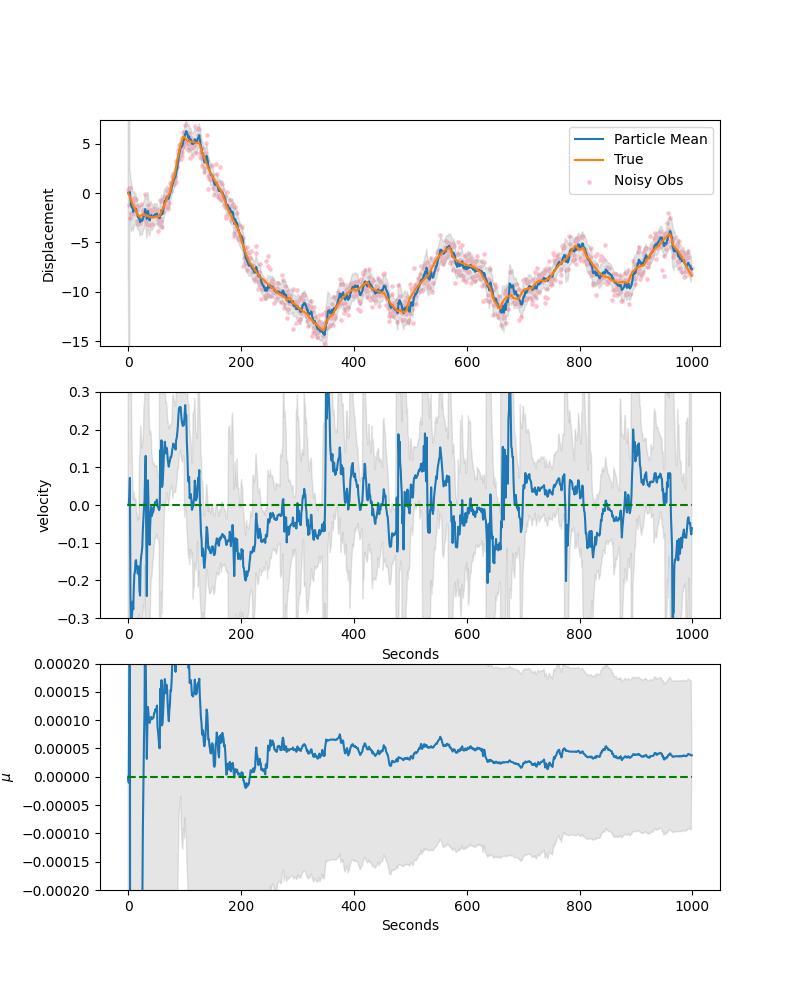 5
0
−5
−10
−15
Displacement
Particle Mean
True
Noisy Obs
0 200 400 600 800 1000
0.3
0.2
0.1
0.0
−0.1
−0.2
−0.3
velocity
0 200 400 600 800 1000
Seconds
0.00020
0.00015
0.00010
0.00005
0.00000
−0.00005
−0.00010
−0.00015
−0.00020
μ
0 200 400 600 800 1000
Seconds